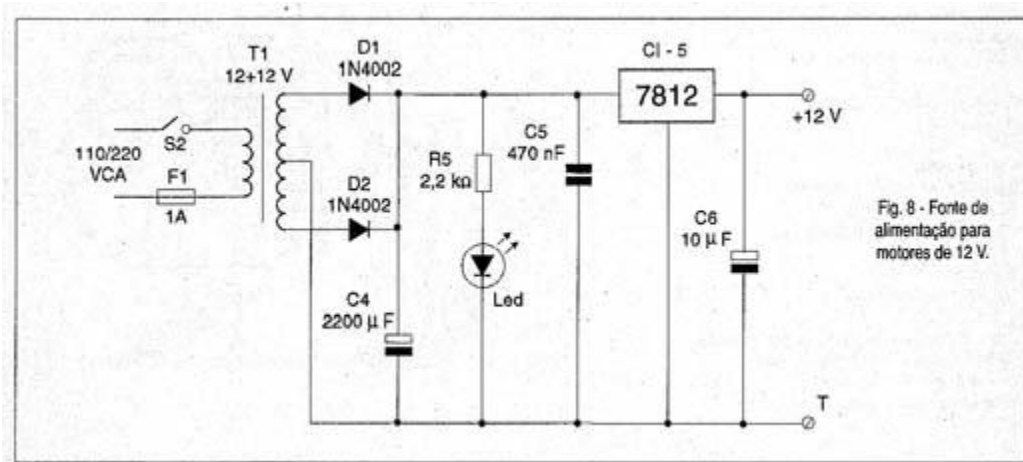 T1
12+12 V
D1
1N4002
CI - 5
7812
+12 V
S2
110/220
VCA
F1
1A
D2
1N4002
R5
2,2 kΩ
C5
470 nF
Led
C4
2200 µF
C6
10 µF
T
Fig. 8 - Fonte de
alimentação para
motores de 12 V.